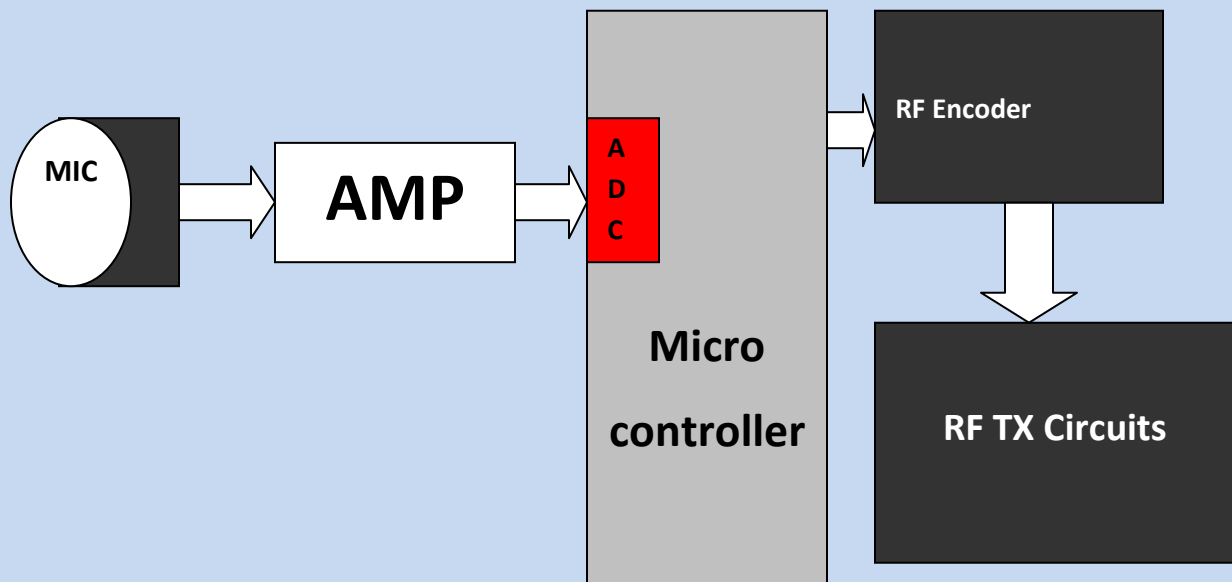 MIC
AMP
A
D
C
Micro
controller
RF Encoder
RF TX Circuits